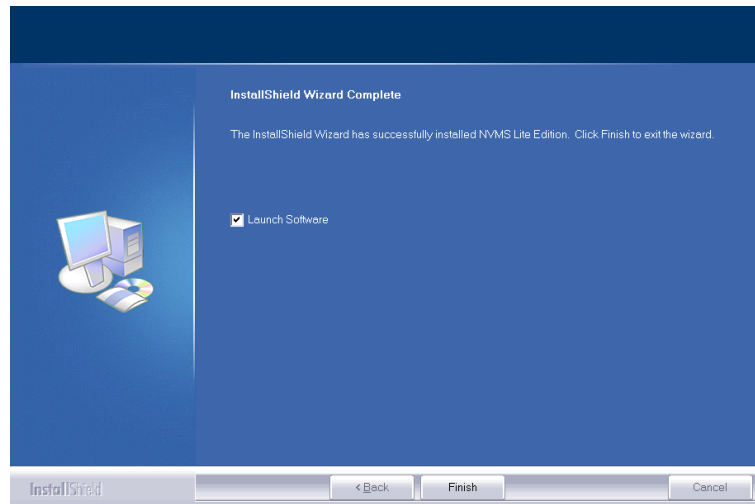 InstallShield Wizard Complete
The InstallShield Wizard has successfully installed NVMS Lite Edition. Click Finish to exit the wizard.
Launch Software
InstallShield
< Back
Finish
Cancel